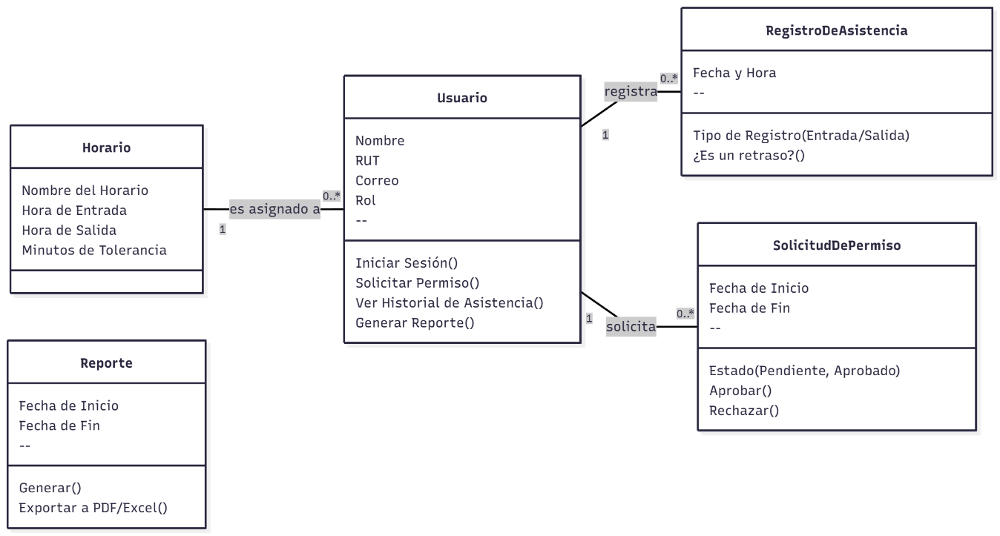 Horario
Nombre del Horario
Hora de Entrada
Hora de Salida
Minutos de Tolerancia
1
es asignado a
0..*
Usuario
Nombre
RUT
Correo
Rol
--
Iniciar Sesión()
Solicitar Permiso()
Ver Historial de Asistencia()
Generar Reporte()
1
registra
0..*
RegistroDeAsistencia
Fecha y Hora
--
Tipo de Registro(Entrada/Salida)
¿Es un retraso?()
1
solicita
0..*
SolicitudDePermiso
Fecha de Inicio
Fecha de Fin
--
Estado(Pendiente, Aprobado)
Aprobar()
Rechazar()
Reporte
Fecha de Inicio
Fecha de Fin
--
Generar()
Exportar a PDF/Excel()